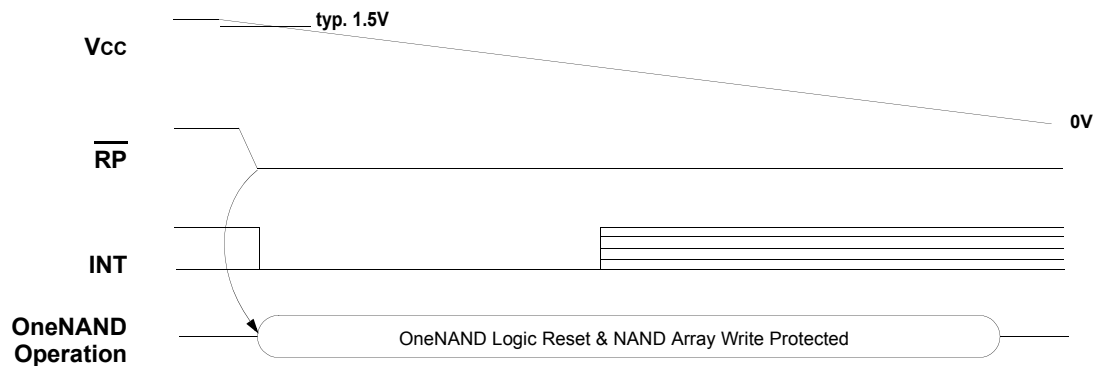 typ. 1.5V
VCC
0V
RP
INT
OneNAND
Operation
OneNAND Logic Reset & NAND Array Write Protected